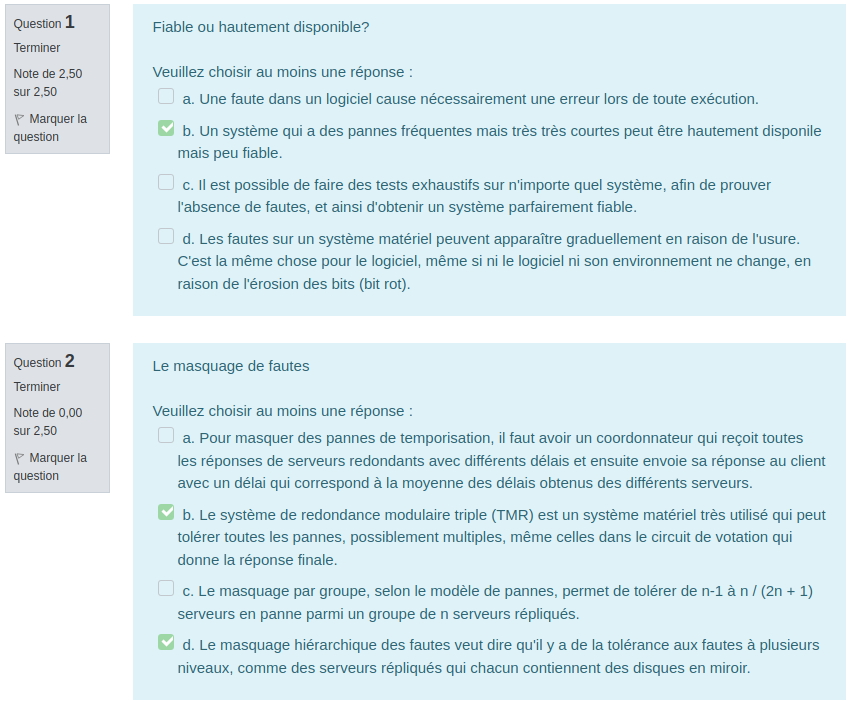 Question 1
Terminer
Note de 2,50
sur 2,50
Marquer la
question
Fiable ou hautement disponible?
Veuillez choisir au moins une réponse :
a. Une faute dans un logiciel cause nécessairement une erreur lors de toute exécution.
b. Un système qui a des pannes fréquentes mais très très courtes peut être hautement disponile
mais peu fiable.
c. Il est possible de faire des tests exhaustifs sur n'importe quel système, afin de prouver
l'absence de fautes, et ainsi d'obtenir un système parfairement fiable.
d. Les fautes sur un système matériel peuvent apparaître graduellement en raison de l'usure.
C'est la même chose pour le logiciel, même si ni le logiciel ni son environnement ne change, en
raison de l'érosion des bits (bit rot).
Question 2
Terminer
Note de 0,00
sur 2,50
Marquer la
question
Le masquage de fautes
Veuillez choisir au moins une réponse :
a. Pour masquer des pannes de temporisation, il faut avoir un coordonnateur qui reçoit toutes
les réponses de serveurs redondants avec différents délais et ensuite envoie sa réponse au client
avec un délai qui correspond à la moyenne des délais obtenus des différents serveurs.
b. Le système de redondance modulaire triple (TMR) est un système matériel très utilisé qui peut
tolérer toutes les pannes, possiblement multiples, même celles dans le circuit de votation qui
donne la réponse finale.
c. Le masquage par groupe, selon le modèle de pannes, permet de tolérer de n-1 à n / (2n + 1)
serveurs en panne parmi un groupe de n serveurs répliqués.
d. Le masquage hiérarchique des fautes veut dire qu'il y a de la tolérance aux fautes à plusieurs
niveaux, comme des serveurs répliqués qui chacun contiennent des disques en miroir.